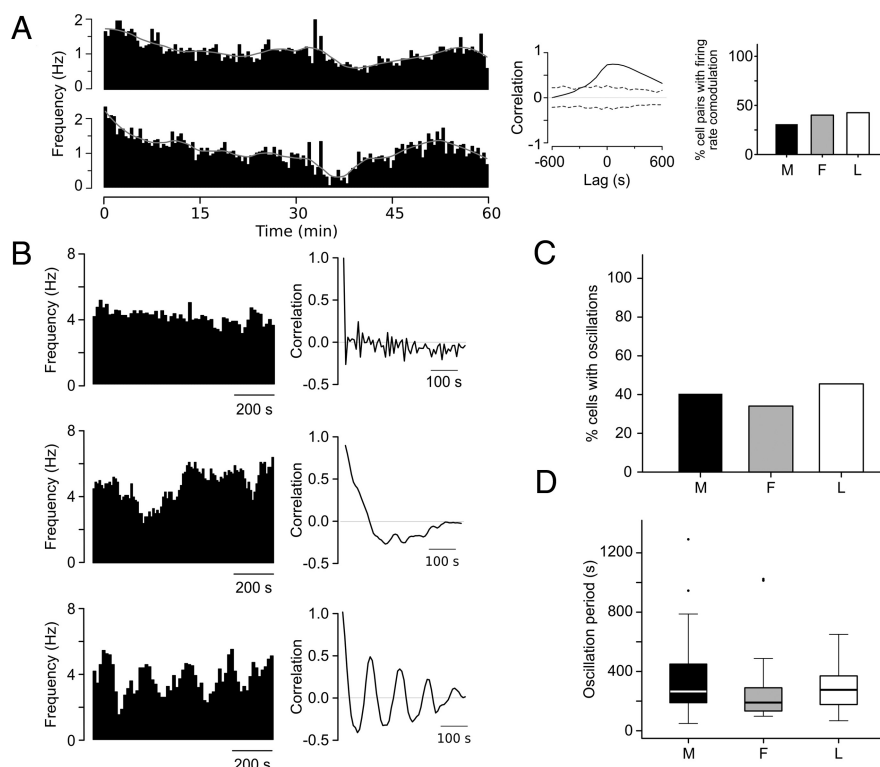 A
Frequency (Hz)
2
1
0
Frequency (Hz)
2
1
0
0 15 30 45 60
Time (min)
Correlation
1
0
-1
-600 0 600
Lag (s)
% cell pairs with firing
rate comodulation
100
50
0
M F L
B
Frequency (Hz)
8
4
0
200 s
Correlation
1.0
0.5
0.0
-0.5
100 s
Frequency (Hz)
8
4
0
200 s
Correlation
1.0
0.5
0.0
-0.5
100 s
Frequency (Hz)
8
4
0
200 s
Correlation
1.0
0.5
0.0
-0.5
100 s
C
% cells with oscillations
100
80
60
40
20
0
M F L
D
Oscillation period (s)
1200
800
400
0
M F L